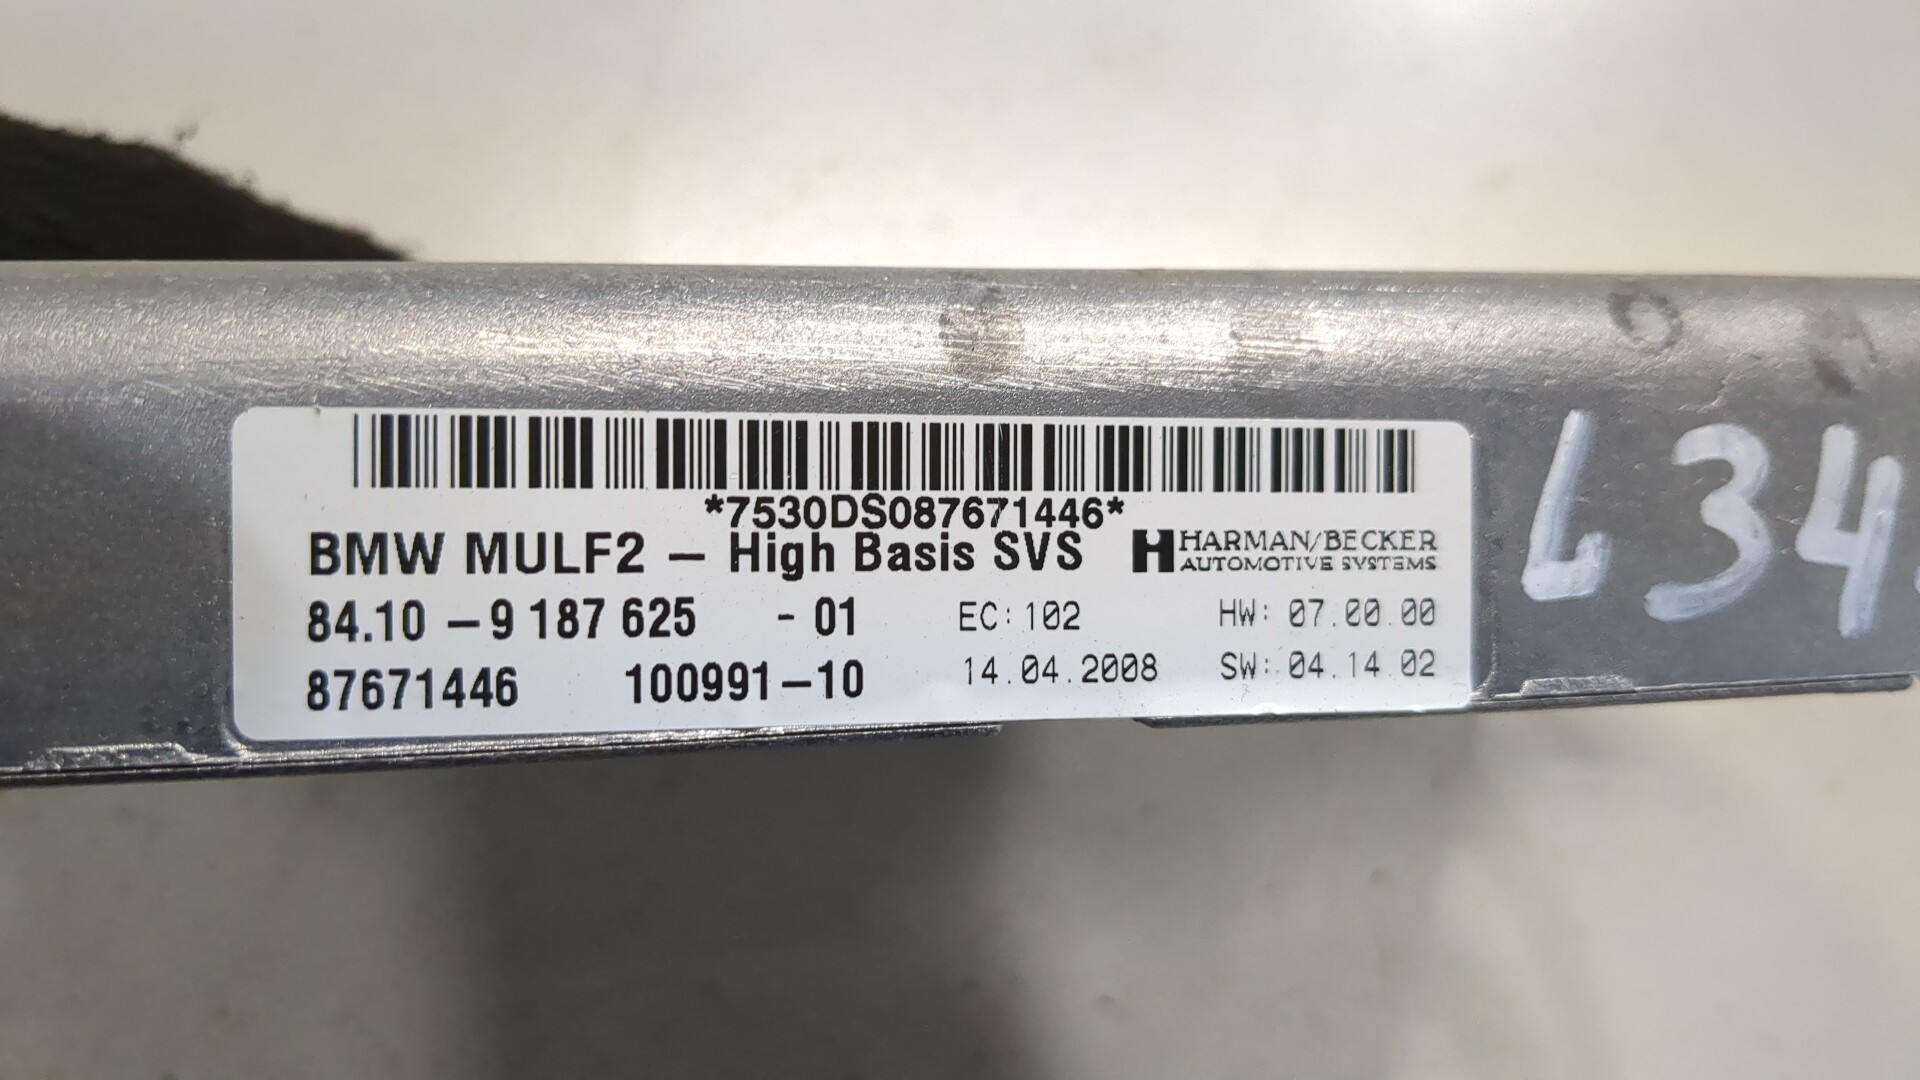 *7530DS087671446*
BMW MULF2 – High Basis SVS
HARMAN/BECKER
AUTOMOTIVE SYSTEMS
84.10 – 9 187 625 - 01 EC: 102 HW: 07.00.00
87671446 100991–10 14.04.2008 SW: 04.14.02
L34